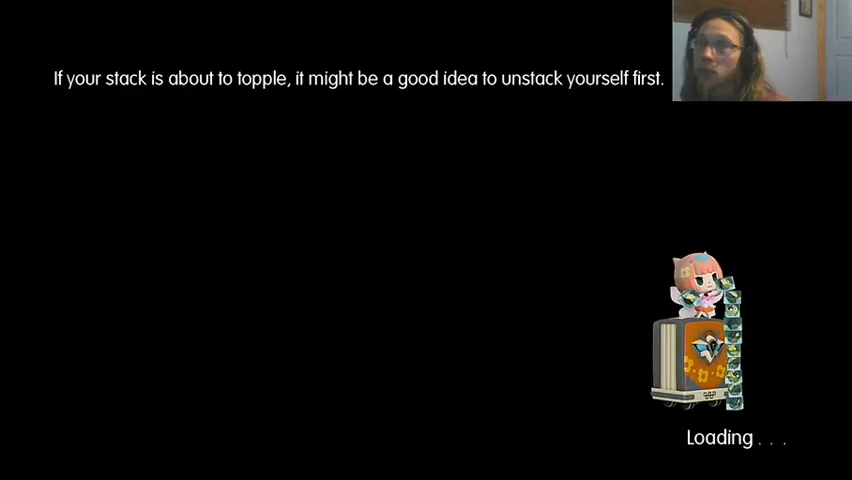 If your stack is about to topple, it might be a good idea to unstack yourself first.
Loading . . .